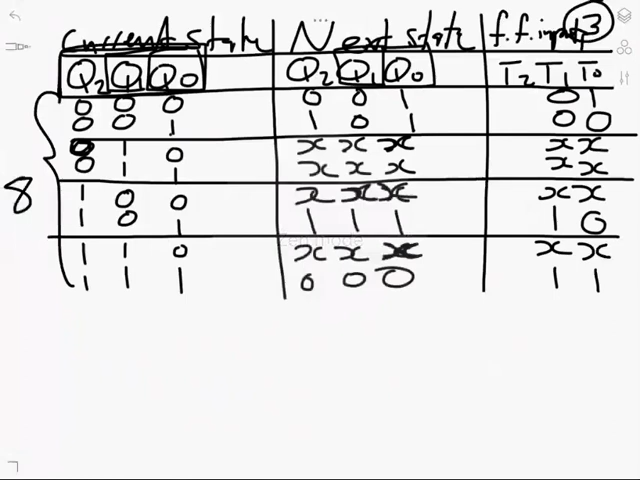 Current state Next state f.f. input 13
Q2 Q1 Q0 Q2 Q1 Q0 T2 T1 T0
0 0 0 0 0 1 0 1
0 0 1 1 0 1 0 0
0 1 0 x x x x x
0 1 1 x x x x x
1 0 0 x x x x x
8 1 0 1 1 1 1 1 0
1 1 0 x x x x x
1 1 1 0 0 0 1 1
Zen mode